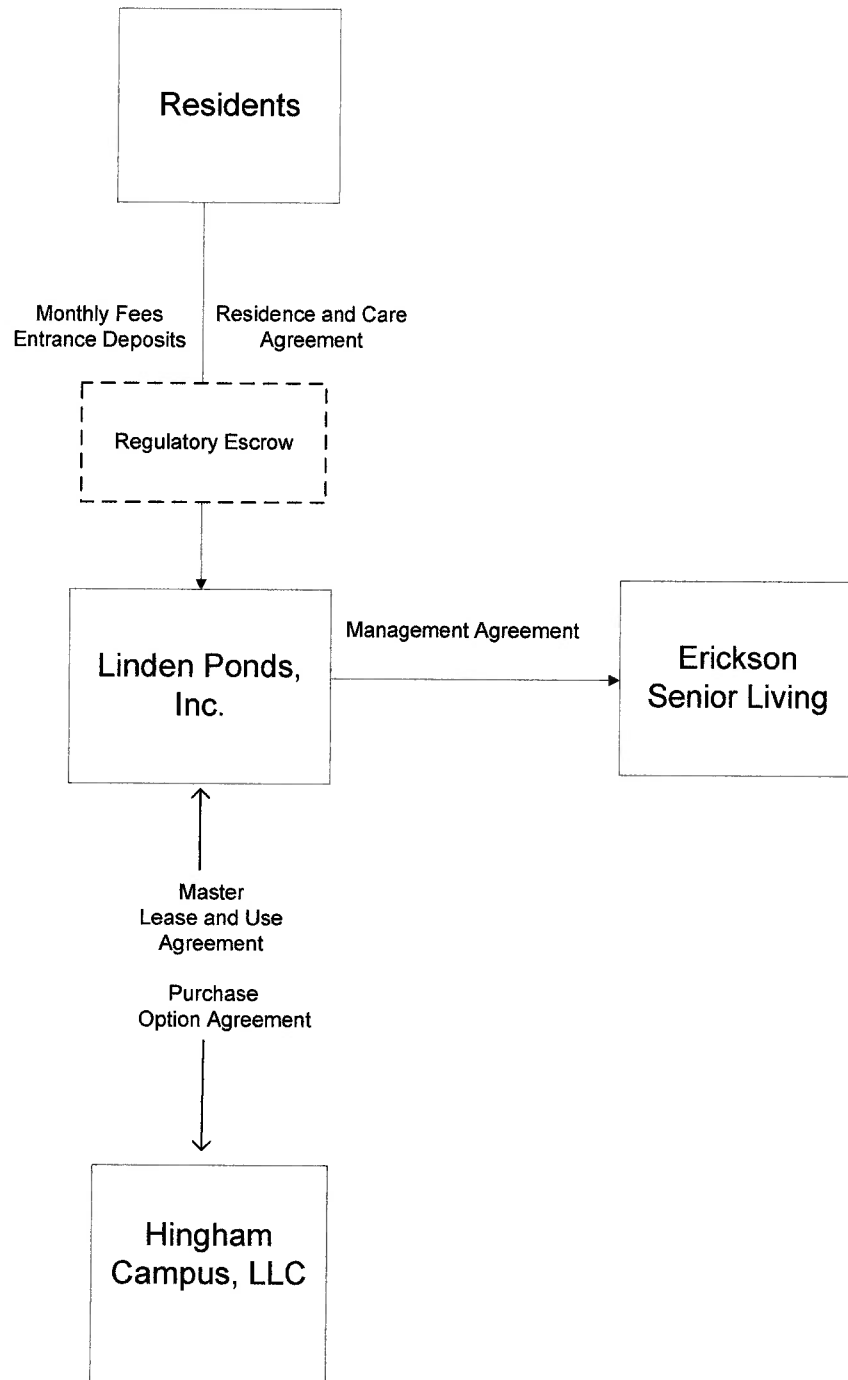 Residents
Monthly Fees
Entrance Deposits
Residence and Care
Agreement
Regulatory Escrow
Linden Ponds,
Inc.
Management Agreement
Erickson
Senior Living
Master
Lease and Use
Agreement
Purchase
Option Agreement
Hingham
Campus, LLC